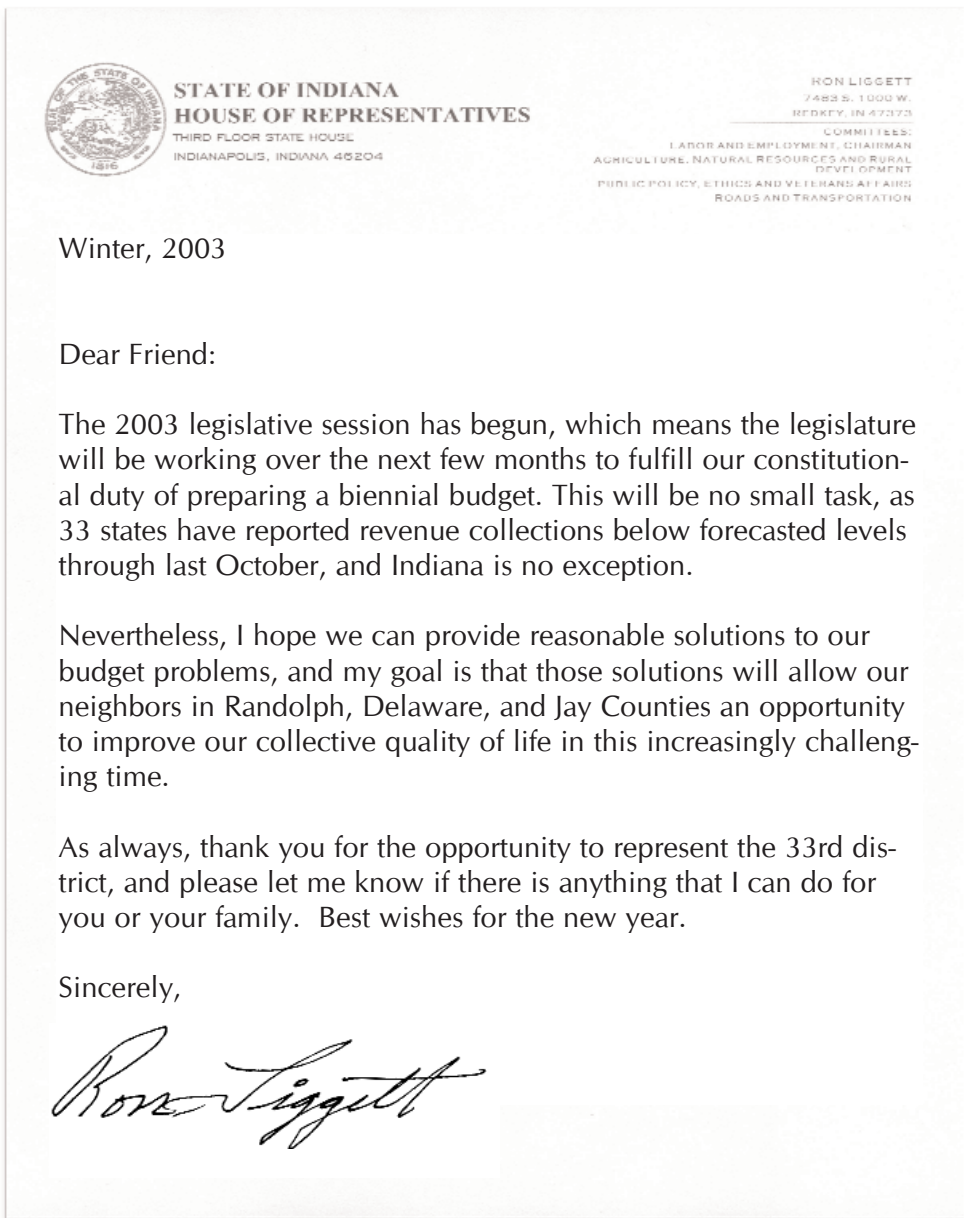 SEAL OF THE STATE OF INDIANA
1816
STATE OF INDIANA
HOUSE OF REPRESENTATIVES
THIRD FLOOR STATE HOUSE
INDIANAPOLIS, INDIANA 46204
RON LIGGETT
7483 S. 1000 W.
REDKEY, IN 47373
COMMITTEES:
LABOR AND EMPLOYMENT, CHAIRMAN
AGRICULTURE, NATURAL RESOURCES AND RURAL
DEVELOPMENT
PUBLIC POLICY, ETHICS AND VETERANS AFFAIRS
ROADS AND TRANSPORTATION
Winter, 2003
Dear Friend:
The 2003 legislative session has begun, which means the legislature
will be working over the next few months to fulfill our constitution-
al duty of preparing a biennial budget. This will be no small task, as
33 states have reported revenue collections below forecasted levels
through last October, and Indiana is no exception.
Nevertheless, I hope we can provide reasonable solutions to our
budget problems, and my goal is that those solutions will allow our
neighbors in Randolph, Delaware, and Jay Counties an opportunity
to improve our collective quality of life in this increasingly challeng-
ing time.
As always, thank you for the opportunity to represent the 33rd dis-
trict, and please let me know if there is anything that I can do for
you or your family.  Best wishes for the new year.
Sincerely,
Ron Liggett